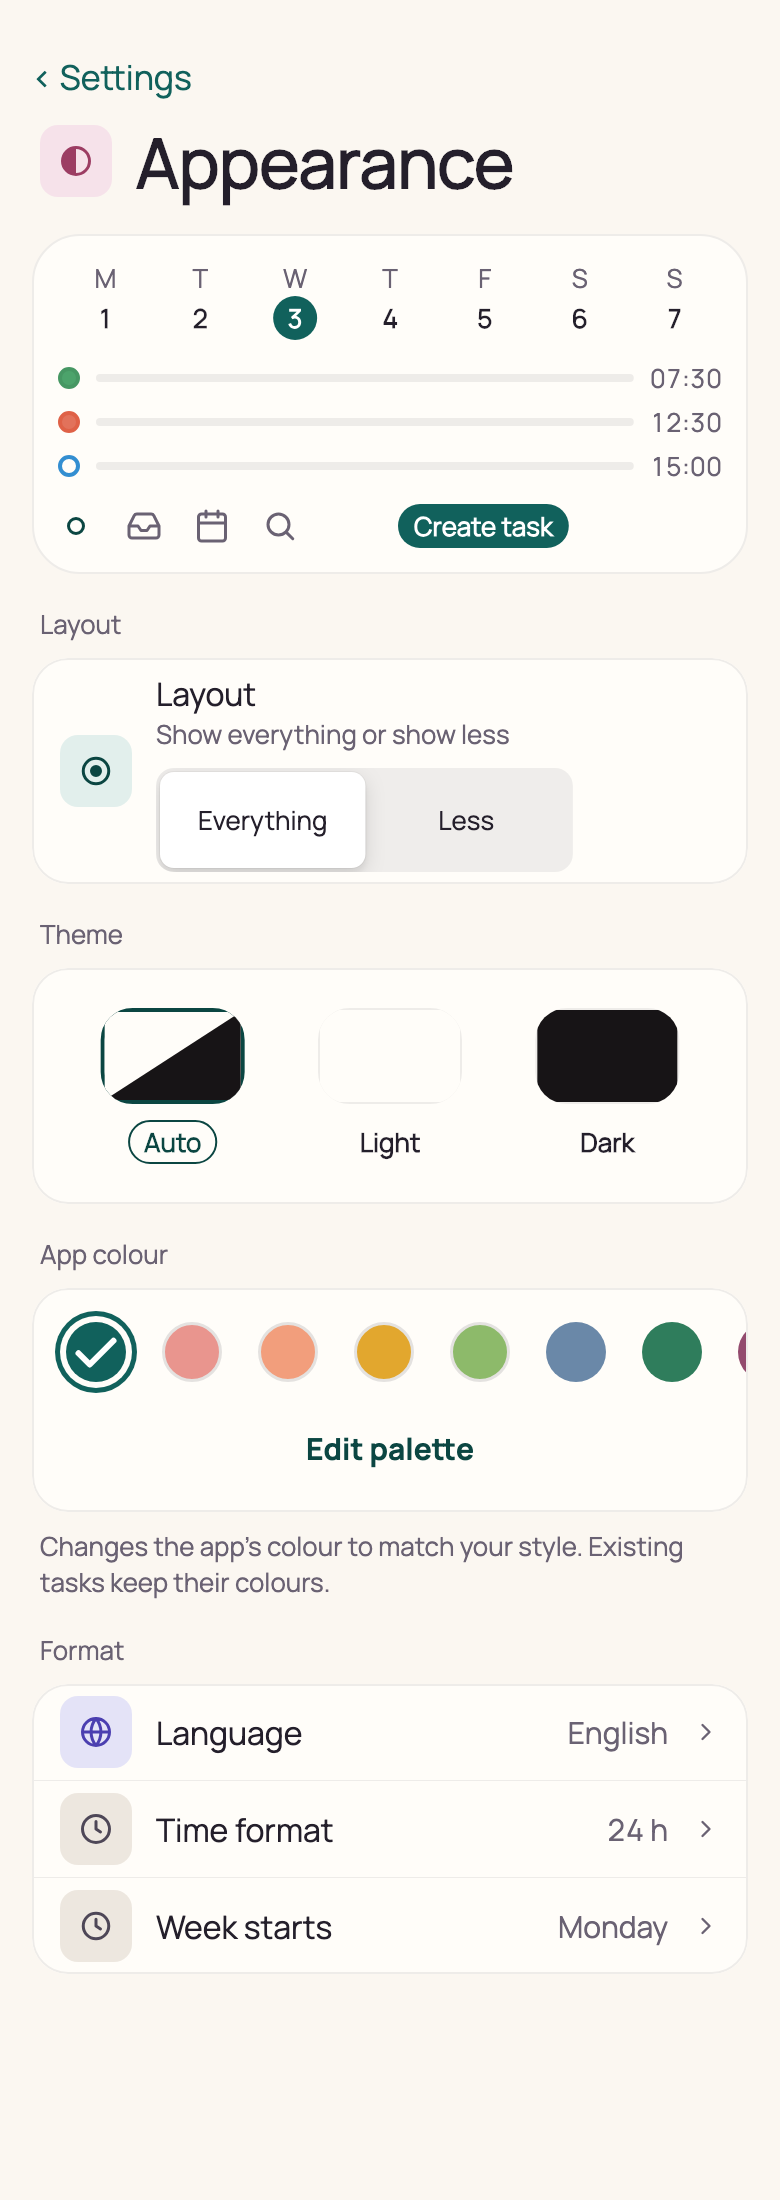 Settings
Appearance
M T W T F S S
1 2 3 4 5 6 7
07:30
12:30
15:00
Create task
Layout
Layout
Show everything or show less
Everything Less
Theme
Auto Light Dark
App colour
Edit palette
Changes the app's colour to match your style. Existing
tasks keep their colours.
Format
Language English
Time format 24 h
Week starts Monday